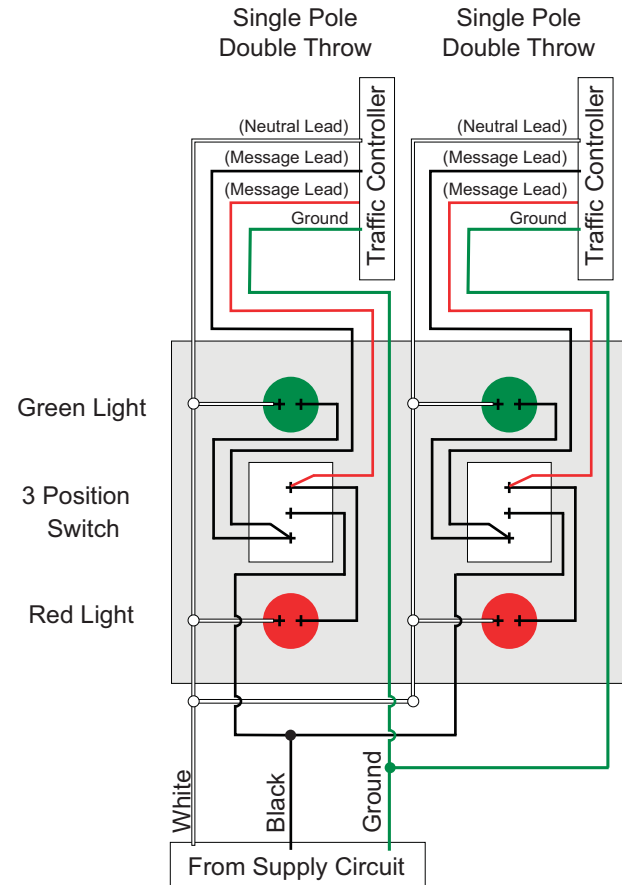 Single Pole
Double Throw
Single Pole
Double Throw
Traffic Controller
(Neutral Lead)
(Message Lead)
(Message Lead)
Ground
Traffic Controller
(Neutral Lead)
(Message Lead)
(Message Lead)
Ground
Green Light
3 Position
Switch
Red Light
White
Black
Ground
From Supply Circuit